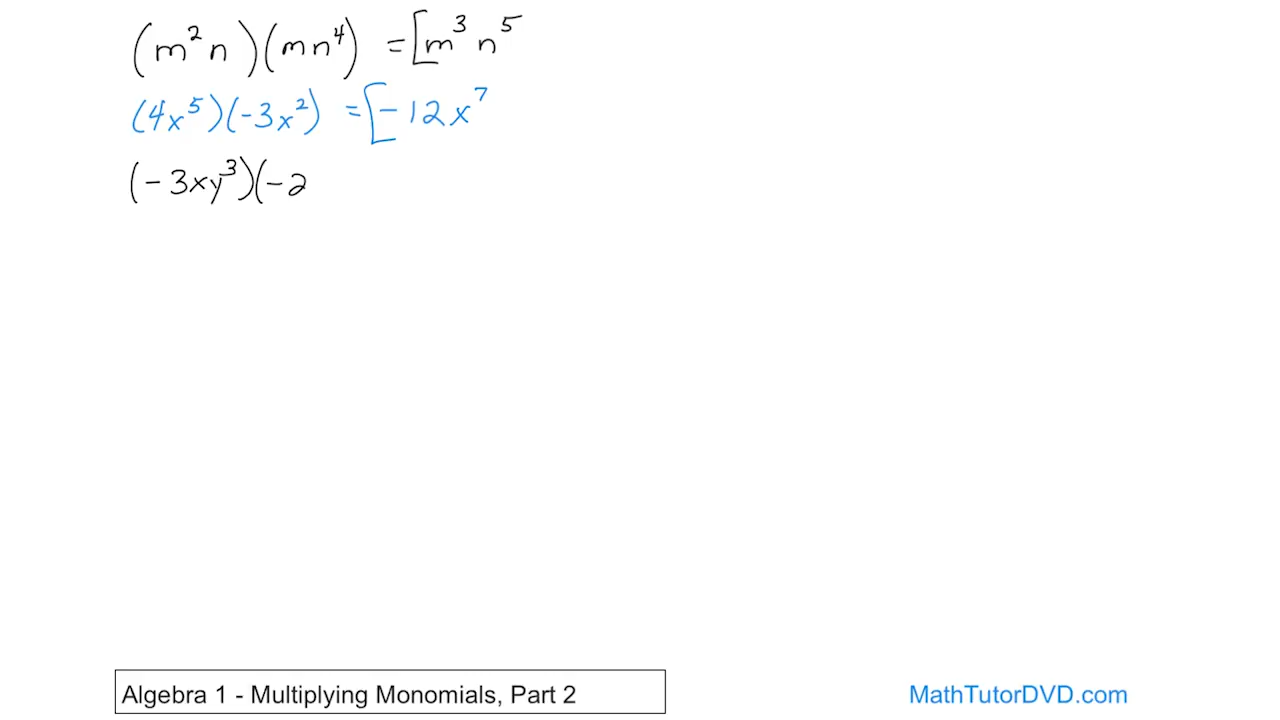 (m²n)(mn⁴) = [m³n⁵
(4x⁵)(-3x²) = [-12x⁷
(-3xy³)(-2
Algebra 1 - Multiplying Monomials, Part 2
MathTutorDVD.com